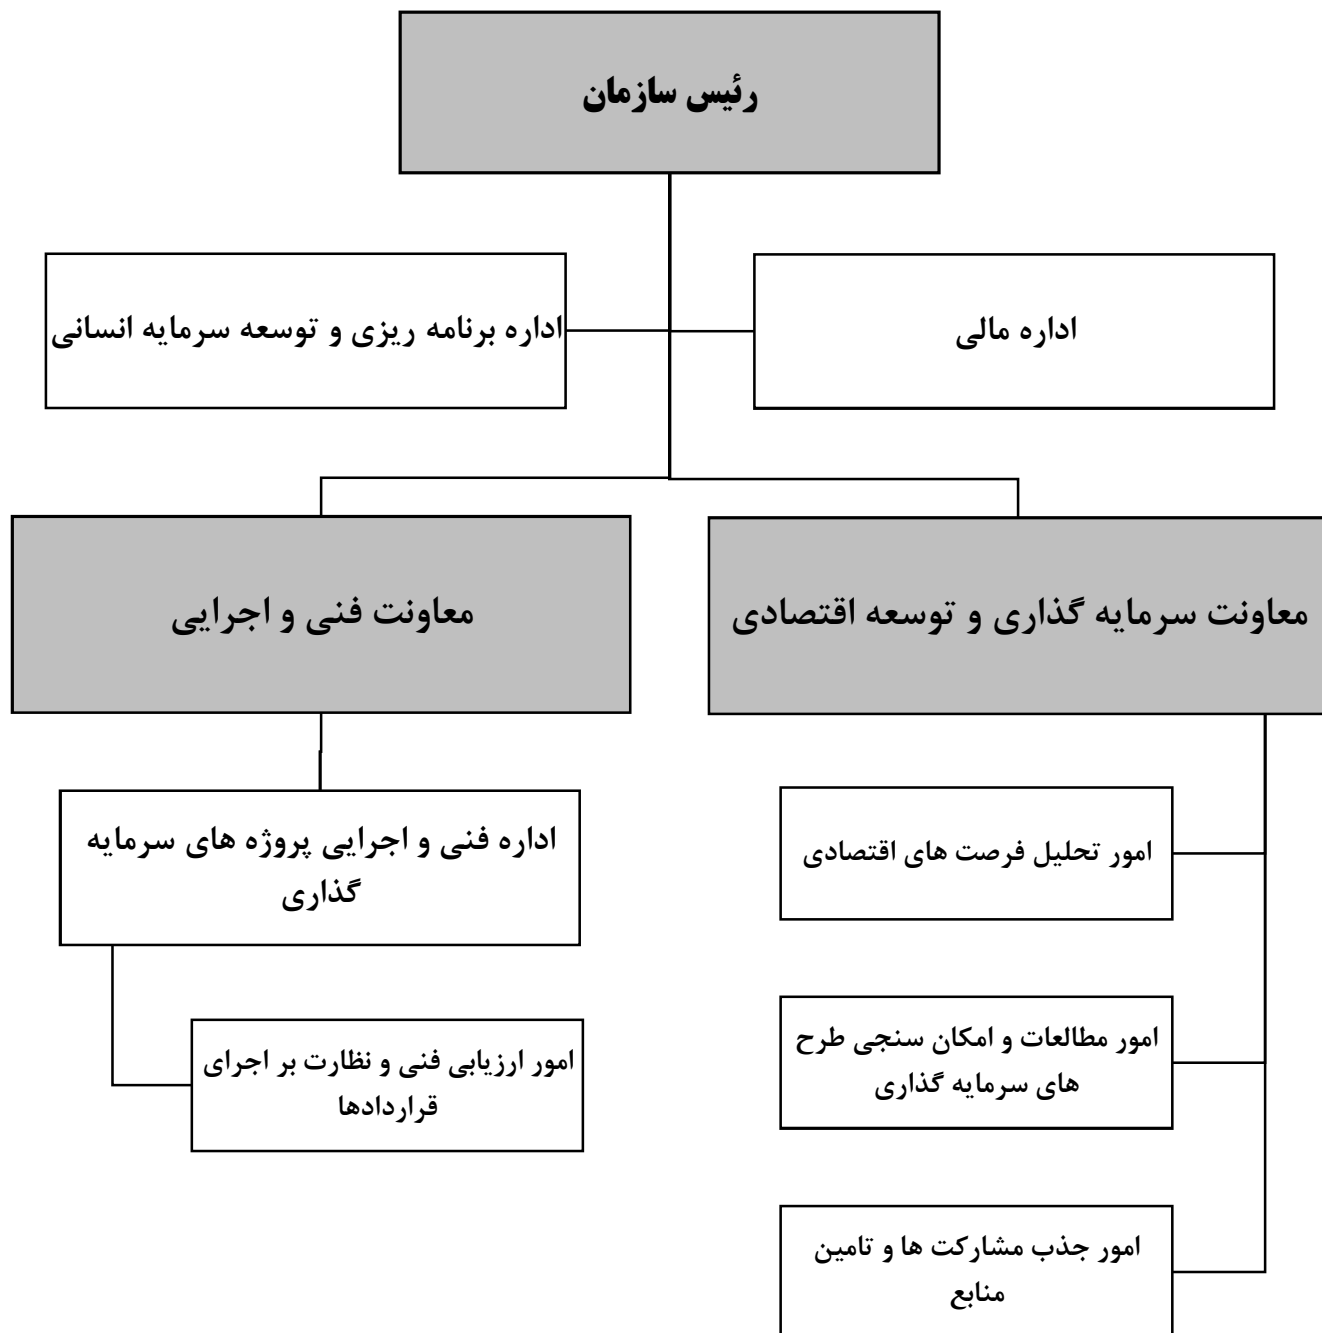 رئیس سازمان
اداره مالی
اداره برنامه ریزی و توسعه سرمایه انسانی
معاونت سرمایه گذاری و توسعه اقتصادی
معاونت فنی و اجرایی
امور تحلیل فرصت های اقتصادی
امور مطالعات و امکان سنجی طرح
های سرمایه گذاری
امور جذب مشارکت ها و تامین
منابع
اداره فنی و اجرایی پروژه های سرمایه
گذاری
امور ارزیابی فنی و نظارت بر اجرای
قراردادها